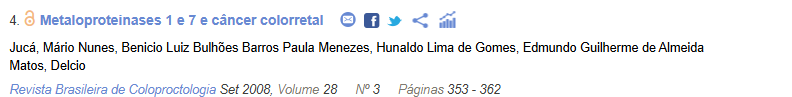 4. Metaloproteinases 1 e 7 e câncer colorretal
Jucá, Mário Nunes, Benicio Luiz Bulhões Barros Paula Menezes, Hunaldo Lima de Gomes, Edmundo Guilherme de Almeida
Matos, Delcio
Revista Brasileira de Coloproctologia Set 2008, Volume 28 Nº 3 Páginas 353 - 362